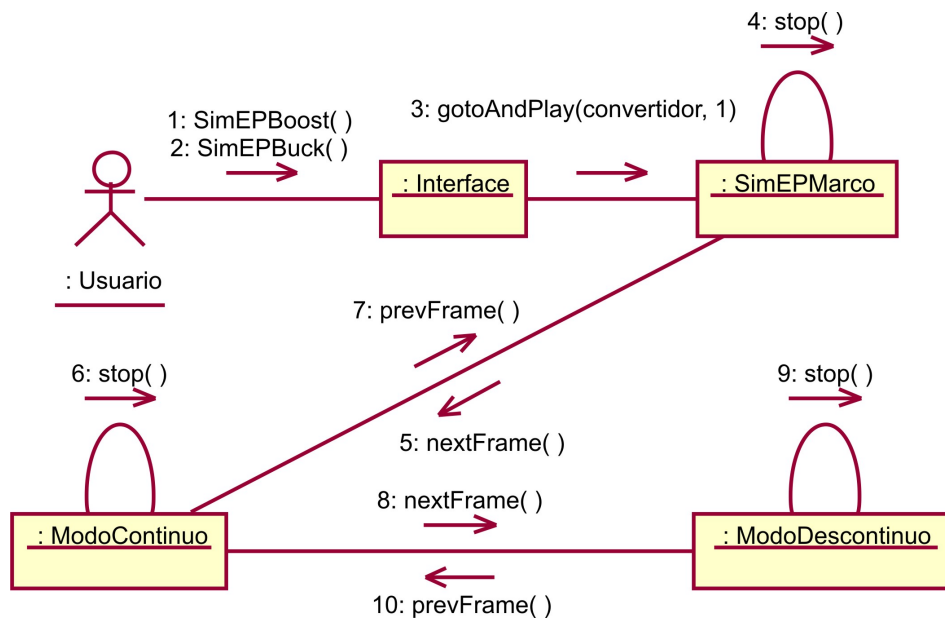 4: stop( )
1: SimEPBoost( )
2: SimEPBuck( )
3: gotoAndPlay(convertidor, 1)
: Interface
: SimEPMarco
: Usuario
7: prevFrame( )
6: stop( )
9: stop( )
5: nextFrame( )
8: nextFrame( )
: ModoContinuo
: ModoDescontinuo
10: prevFrame( )